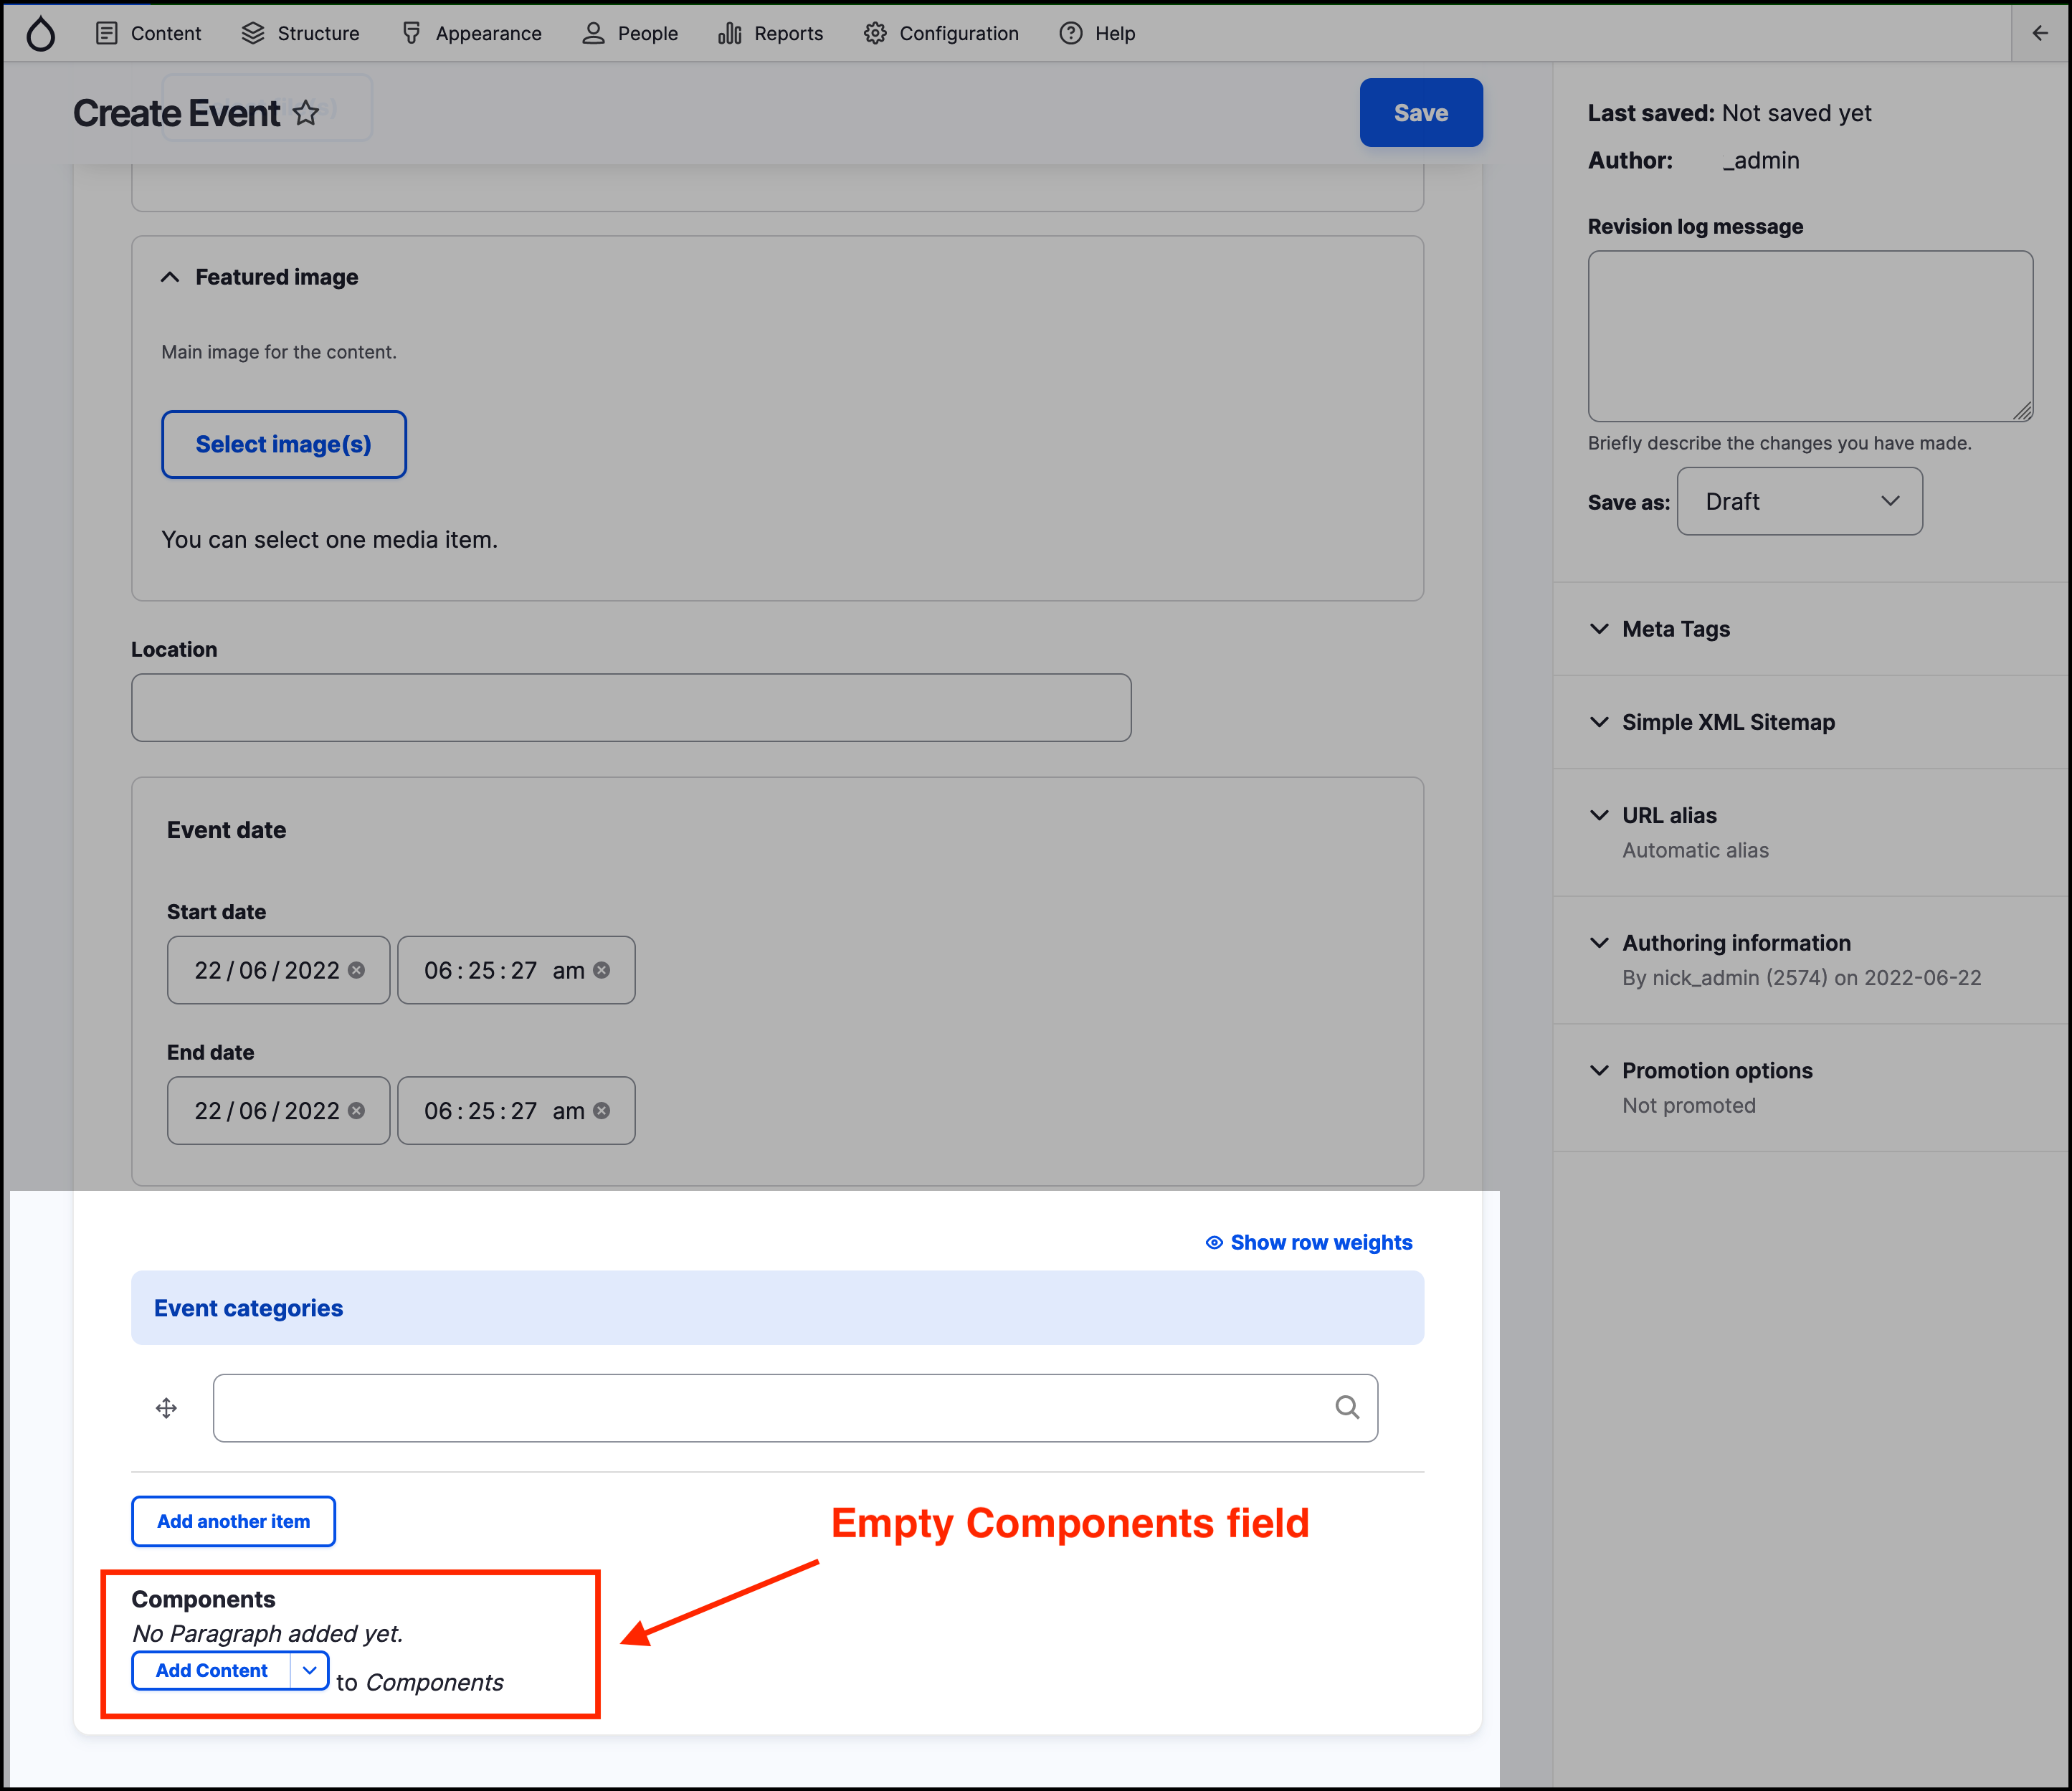 Content
Structure
Appearance
People
Reports
Configuration
Help
Create Event
Save
Featured image
Main image for the content.
Select image(s)
You can select one media item.
Location
Event date
Start date
22/06/2022
06:25:27 am
End date
22/06/2022
06:25:27 am
Show row weights
Event categories
Add another item
Empty Components field
Components
No Paragraph added yet.
Add Content to Components
Last saved: Not saved yet
Author: _admin
Revision log message
Briefly describe the changes you have made.
Save as: Draft
Meta Tags
Simple XML Sitemap
URL alias
Automatic alias
Authoring information
By nick_admin (2574) on 2022-06-22
Promotion options
Not promoted